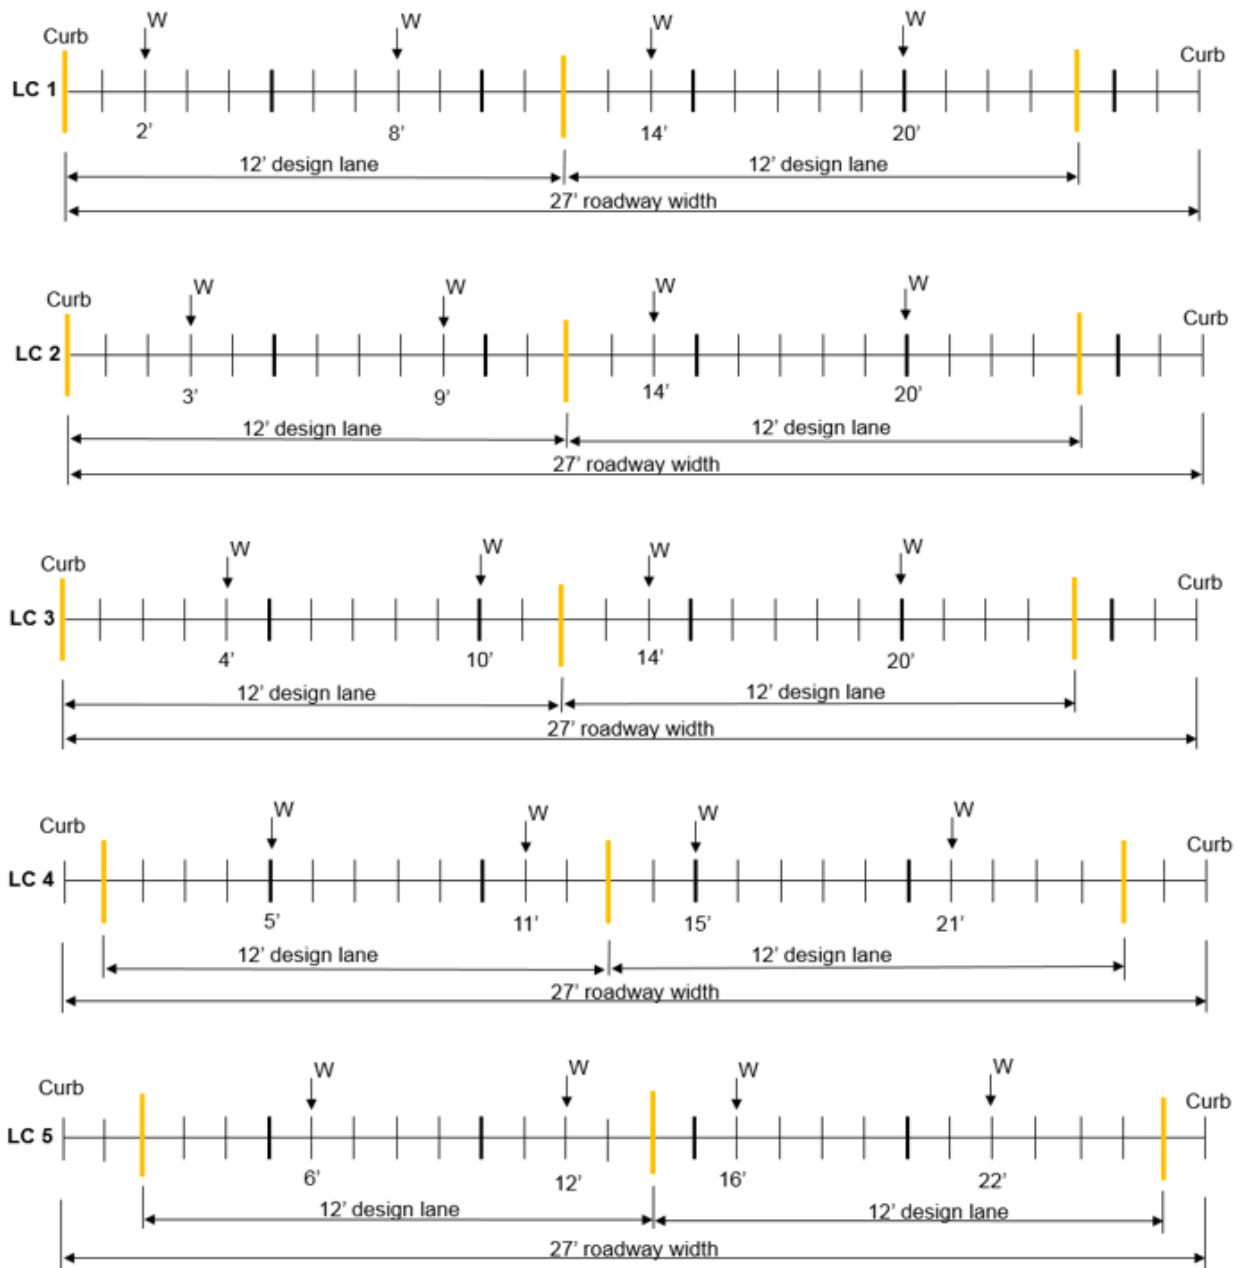 W W W W
Curb Curb
LC 1
2' 8' 14' 20'
12' design lane 12' design lane
27' roadway width
W W W W
Curb Curb
LC 2
3' 9' 14' 20'
12' design lane 12' design lane
27' roadway width
W W W W
Curb Curb
LC 3
4' 10' 14' 20'
12' design lane 12' design lane
27' roadway width
W W W W
Curb Curb
LC 4
5' 11' 15' 21'
12' design lane 12' design lane
27' roadway width
W W W W
Curb Curb
LC 5
6' 12' 16' 22'
12' design lane 12' design lane
27' roadway width